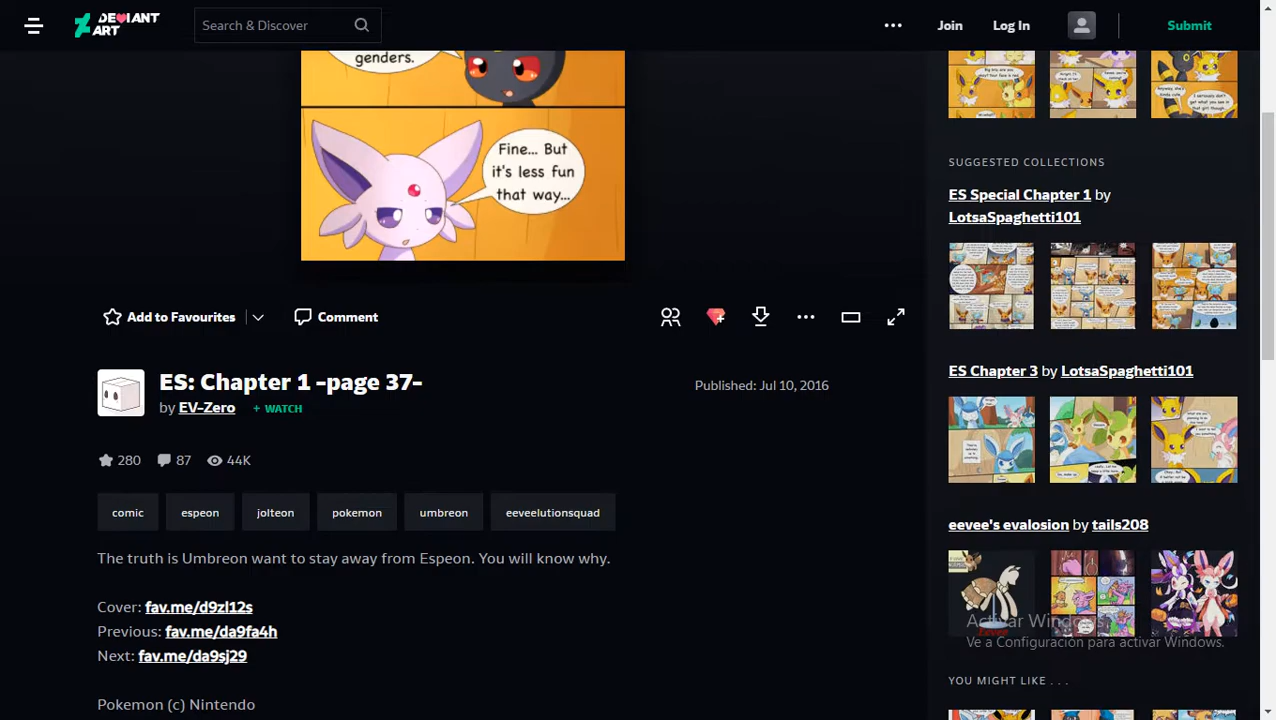 DEVIANT
ART
Search & Discover
Join
Log In
Submit
genders.
Fine... But
it's less fun
that way...
Add to Favourites
Comment
ES: Chapter 1 -page 37-
Published: Jul 10, 2016
by EV-Zero
+ WATCH
280
87
44K
comic
espeon
jolteon
pokemon
umbreon
eeveelutionsquad
The truth is Umbreon want to stay away from Espeon. You will know why.
Cover: fav.me/d9zl12s
Previous: fav.me/da9fa4h
Next: fav.me/da9sj29
Pokemon (c) Nintendo
SUGGESTED COLLECTIONS
ES Special Chapter 1 by
LotsaSpaghetti101
ES Chapter 3 by LotsaSpaghetti101
eevee's evalosion by tails208
Activar Windows
Ve a Configuración para activar Windows.
YOU MIGHT LIKE . . .